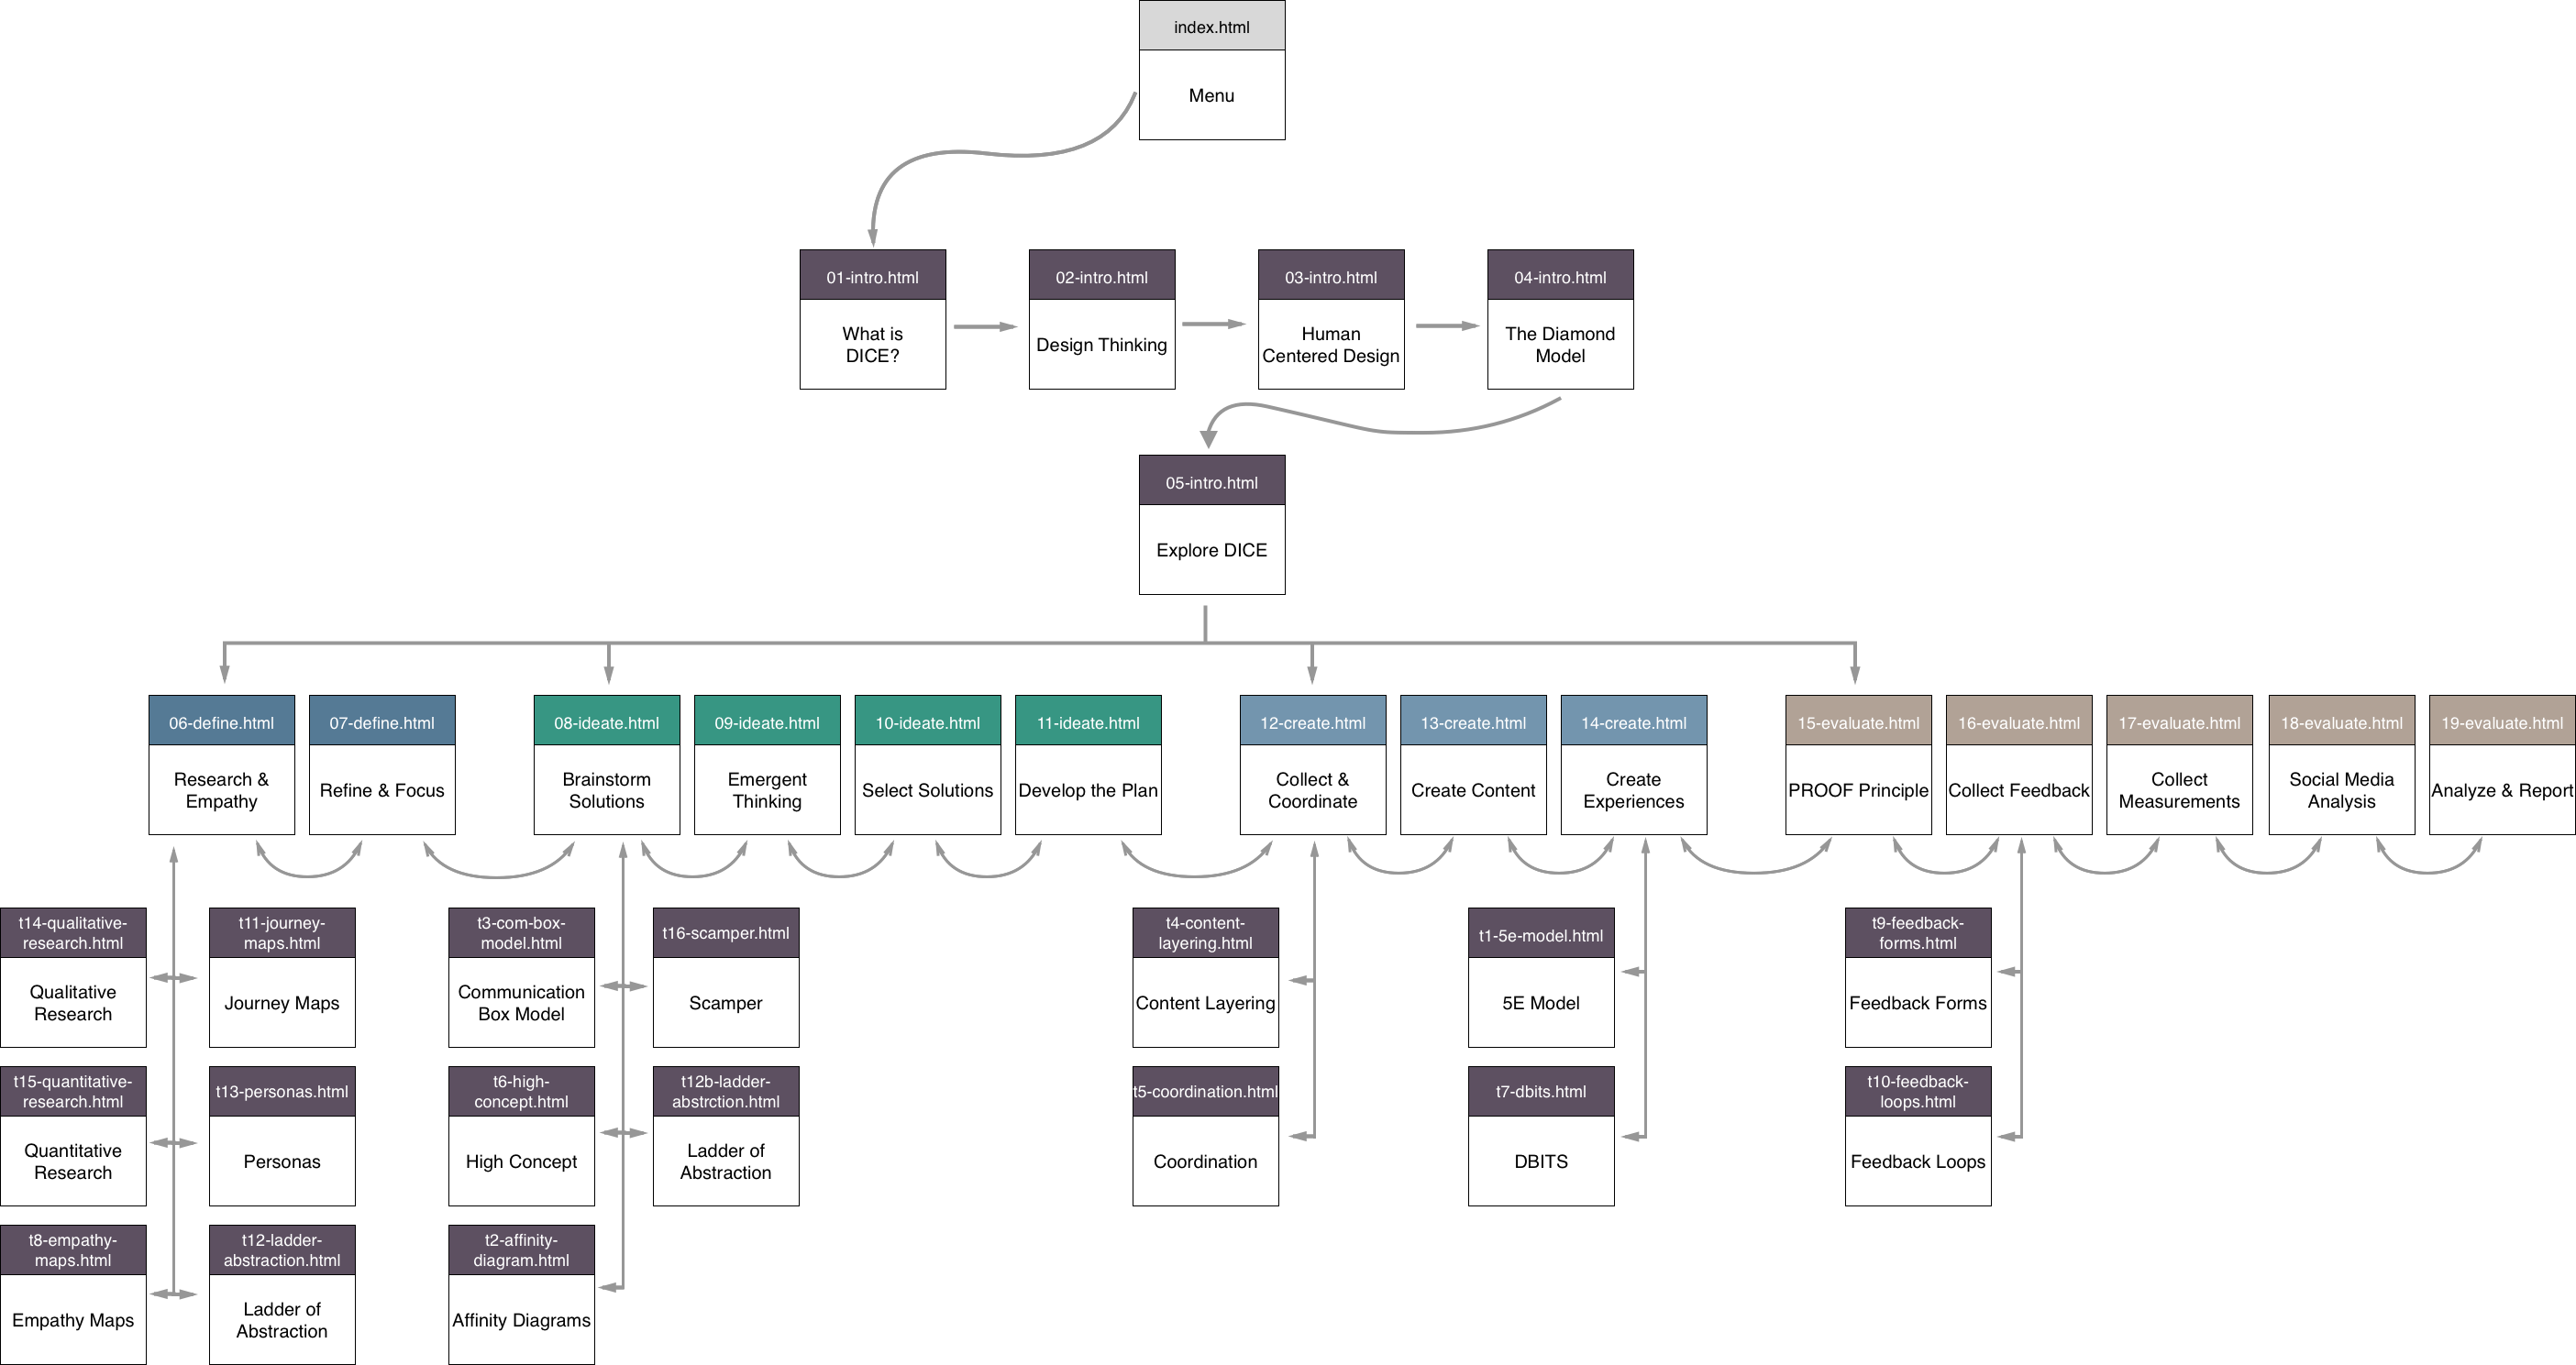 index.html
Menu
01-intro.html
What is
DICE?
02-intro.html
Design Thinking
03-intro.html
Human
Centered Design
04-intro.html
The Diamond
Model
05-intro.html
Explore DICE
06-define.html
Research &
Empathy
07-define.html
Refine & Focus
08-ideate.html
Brainstorm
Solutions
09-ideate.html
Emergent
Thinking
10-ideate.html
Select Solutions
11-ideate.html
Develop the Plan
12-create.html
Collect &
Coordinate
13-create.html
Create Content
14-create.html
Create
Experiences
15-evaluate.html
PROOF Principle
16-evaluate.html
Collect Feedback
17-evaluate.html
Collect
Measurements
18-evaluate.html
Social Media
Analysis
19-evaluate.html
Analyze & Report
t14-qualitative-
research.html
Qualitative
Research
t11-journey-
maps.html
Journey Maps
t3-com-box-
model.html
Communication
Box Model
t16-scamper.html
Scamper
t4-content-
layering.html
Content Layering
t1-5e-model.html
5E Model
t9-feedback-
forms.html
Feedback Forms
t15-quantitative-
research.html
Quantitative
Research
t13-personas.html
Personas
t6-high-
concept.html
High Concept
t12b-ladder-
abstrction.html
Ladder of
Abstraction
t5-coordination.html
Coordination
t7-dbits.html
DBITS
t10-feedback-
loops.html
Feedback Loops
t8-empathy-
maps.html
Empathy Maps
t12-ladder-
abstraction.html
Ladder of
Abstraction
t2-affinity-
diagram.html
Affinity Diagrams